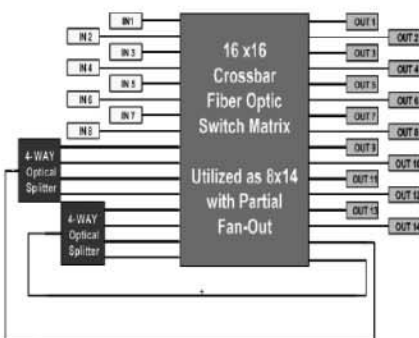 IN1
IN 2
IN 3
IN 4
IN 5
IN 6
IN 7
IN 8
4-WAY
Optical
Splitter
4-WAY
Optical
Splitter
16 x16
Crossbar
Fiber Optic
Switch Matrix
Utilized as 8x14
with Partial
Fan-Out
OUT 1
OUT 2
OUT 3
OUT 4
OUT 5
OUT 6
OUT 7
OUT 8
OUT 9
OUT 10
OUT 11
OUT 12
OUT 13
OUT 14